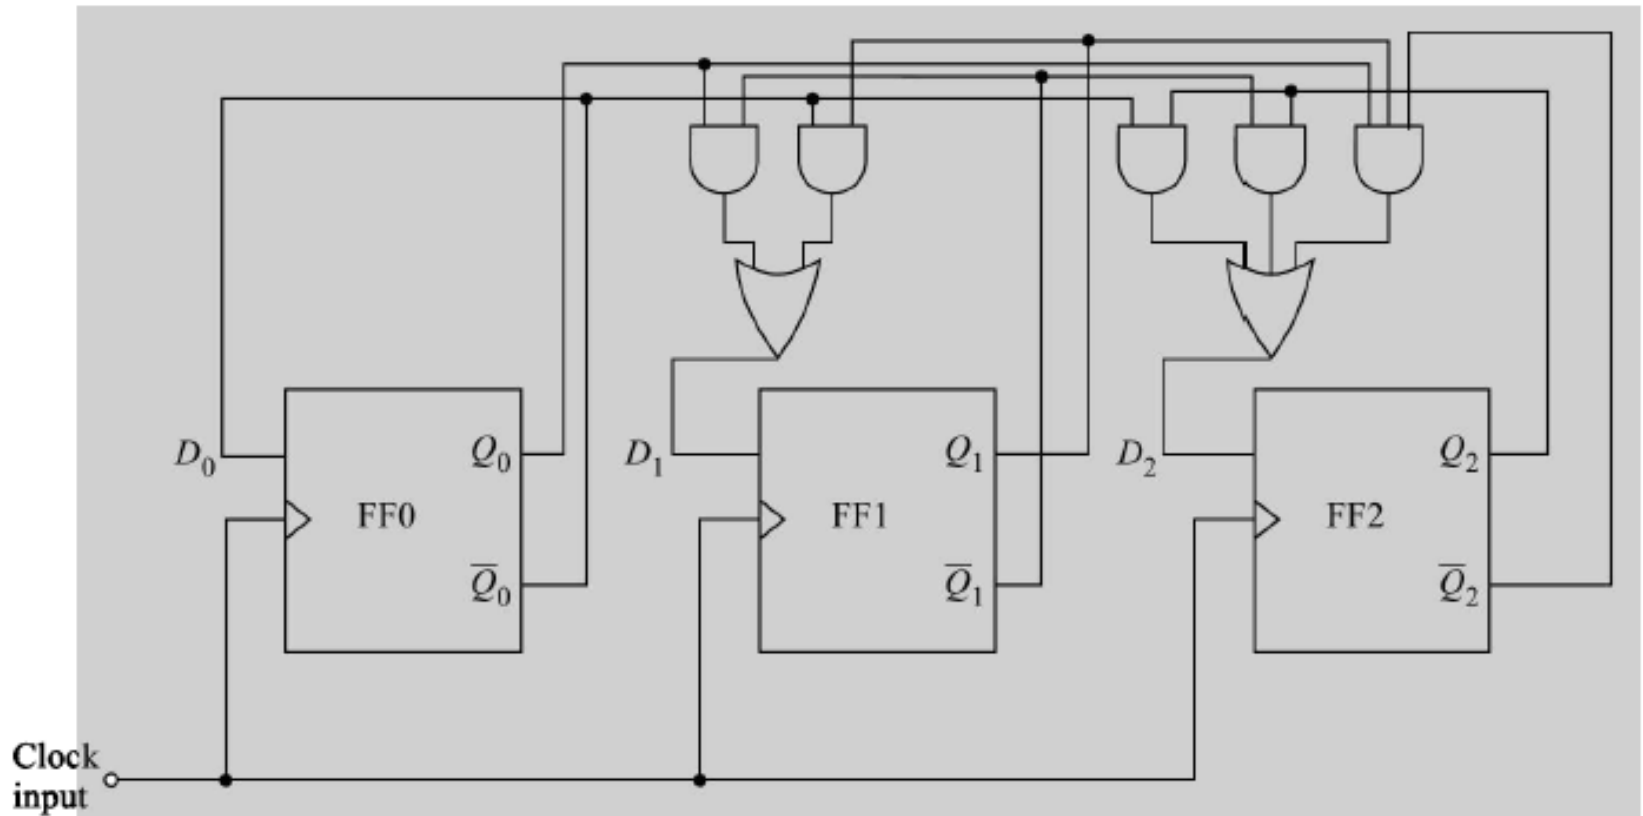 D₀ Q₀ D₁ Q₁ D₂ Q₂
FF0 FF1 FF2
Q̅₀ Q̅₁ Q̅₂
Clock
input